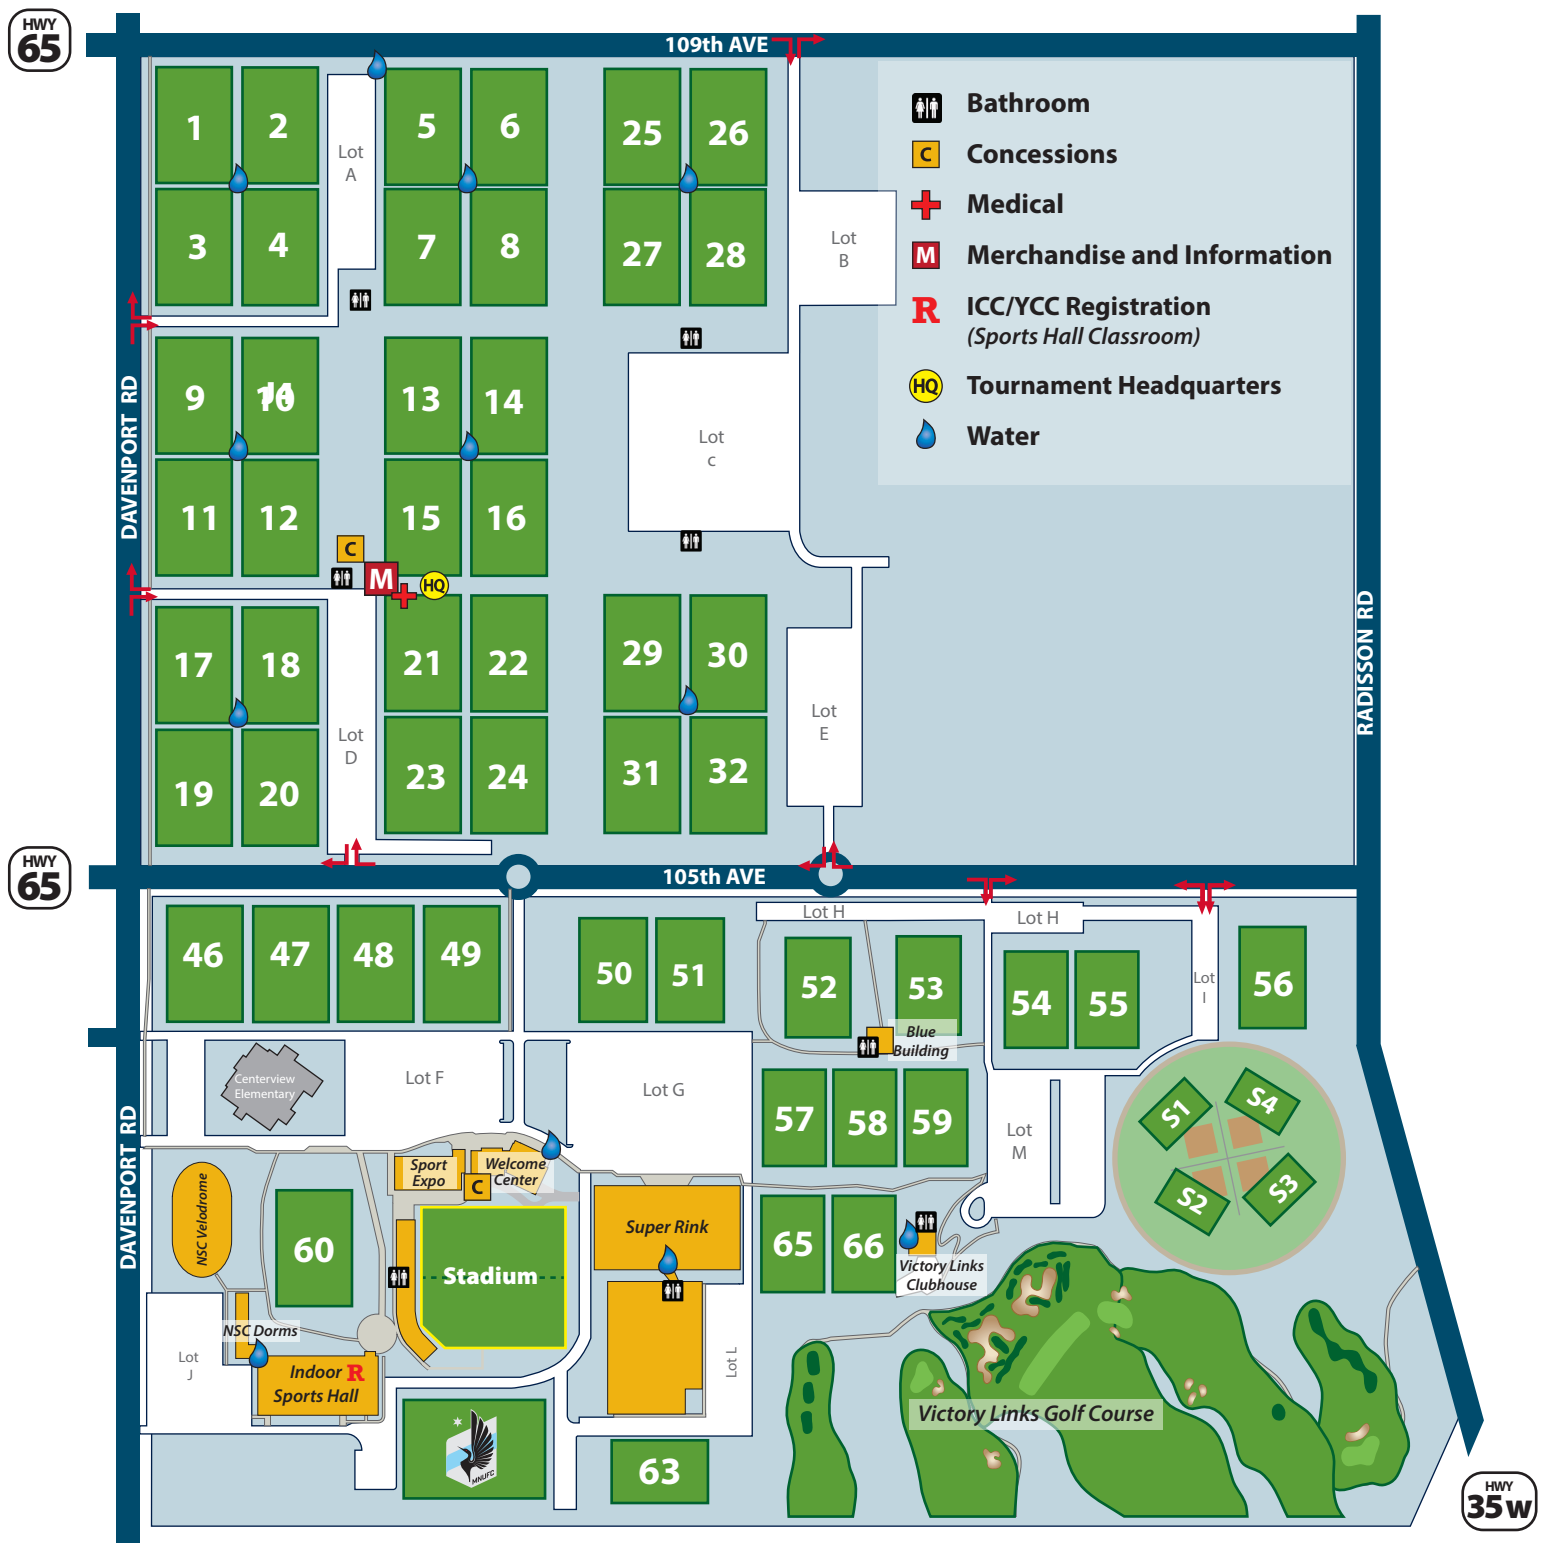 HWY
65
109th AVE
Bathroom
C Concessions
Medical
M Merchandise and Information
R ICC/YCC Registration
(Sports Hall Classroom)
HQ Tournament Headquarters
Water
1 2
Lot
A
5 6
25 26
3 4
7 8
27 28
Lot
B
DAVENPORT RD
9
13 14
Lot
c
11 12
15 16
C
M
HQ
17 18
21 22
29 30
RADISSON RD
Lot
D
Lot
E
19 20
23 24
31 32
HWY
65
105th AVE
Lot H
Lot H
46 47 48 49
50 51
52 53
54 55
Lot
I
56
Blue
Building
Centerview
Elementary
Lot F
Lot G
57 58 59
Lot
M
S1
S4
S2
S3
DAVENPORT RD
Sport
Expo
Welcome
Center
C
NSC Velodrome
60
Stadium
Super Rink
65 66
Victory Links
Clubhouse
NSC Dorms
Lot
J
Indoor R
Sports Hall
Lot L
Victory Links Golf Course
MNUFC
63
HWY
35W